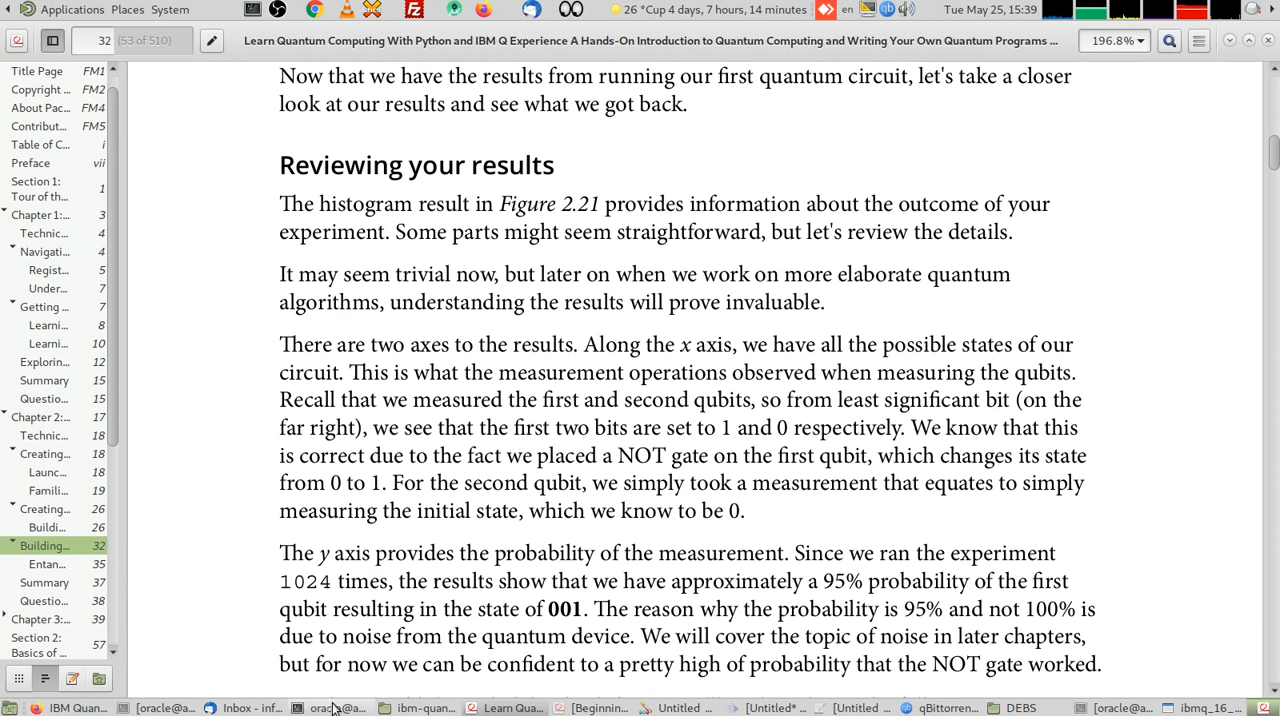 Applications Places System
26 °C up 4 days, 7 hours, 14 minutes
en
Tue May 25, 15:39
32 (53 of 510)
Learn Quantum Computing With Python and IBM Q Experience A Hands-On Introduction to Quantum Computing and Writing Your Own Quantum Programs ...
196.8%
Title Page FM1
Copyright ... FM2
About Pac... FM4
Contribut... FM5
Table of C... i
Preface vii
Section 1: 1
Tour of th...
Chapter 1:... 3
Technic... 4
Navigati... 4
Regist... 5
Under... 7
Getting ... 7
Learni... 8
Learni... 10
Explorin... 12
Summary 15
Questio... 15
Chapter 2:... 17
Technic... 18
Creating... 18
Launc... 18
Famili... 19
Creating... 26
Buildi... 26
Building... 32
Entan... 35
Summary 37
Questio... 38
Chapter 3:... 39
Section 2: 57
Basics of ...
Now that we have the results from running our first quantum circuit, let's take a closer
look at our results and see what we got back.
Reviewing your results
The histogram result in Figure 2.21 provides information about the outcome of your
experiment. Some parts might seem straightforward, but let's review the details.
It may seem trivial now, but later on when we work on more elaborate quantum
algorithms, understanding the results will prove invaluable.
There are two axes to the results. Along the x axis, we have all the possible states of our
circuit. This is what the measurement operations observed when measuring the qubits.
Recall that we measured the first and second qubits, so from least significant bit (on the
far right), we see that the first two bits are set to 1 and 0 respectively. We know that this
is correct due to the fact we placed a NOT gate on the first qubit, which changes its state
from 0 to 1. For the second qubit, we simply took a measurement that equates to simply
measuring the initial state, which we know to be 0.
The y axis provides the probability of the measurement. Since we ran the experiment
1024 times, the results show that we have approximately a 95% probability of the first
qubit resulting in the state of 001. The reason why the probability is 95% and not 100% is
due to noise from the quantum device. We will cover the topic of noise in later chapters,
but for now we can be confident to a pretty high of probability that the NOT gate worked.
IBM Quan... [oracle@a... Inbox - inf... oracle@a... ibm-quan... Learn Qua... [Beginnin... Untitled ... [Untitled* ... [Untitled ... qBittorren... DEBS [oracle@a... ibmq_16_...